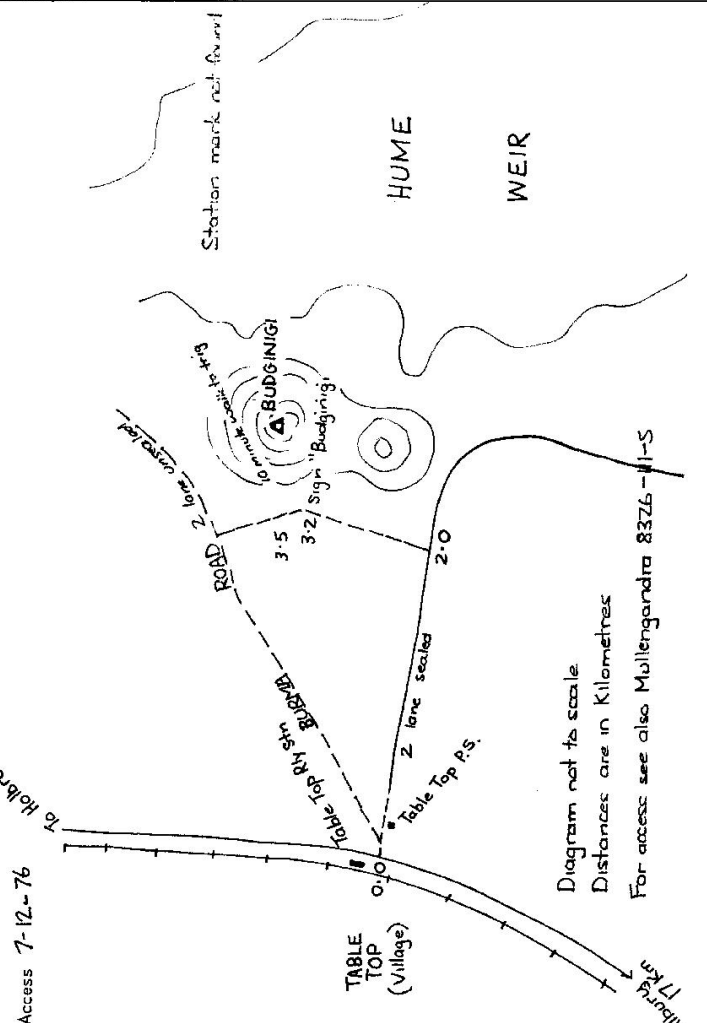 Access 7-12-76
To
TABLE
TOP
(Village)
0.0
17 Km
Table Top Rly Stn
BURMA
ROAD
2 lane unsealed
Table Top P.S.
2 lane sealed
2.0
3.5
3.2
Sign "Budginigi
10 minute walk to trig
BUDGINIGI
Station mark not found
HUME
WEIR
Diagram not to scale
Distances are in Kilometres
For access see also Mullengandra 8326-III-S